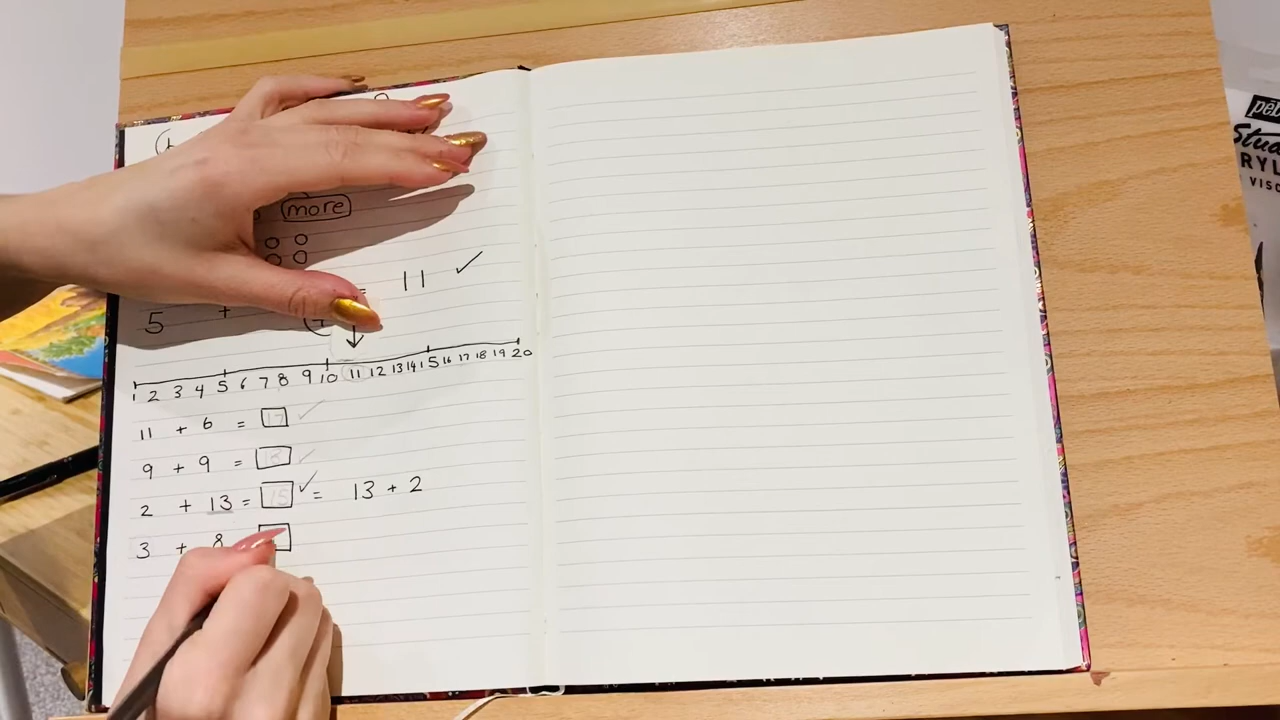 more
= 11 ✓
5 +
1 2 3 4 5 6 7 8 9 10 11 12 13 14 15 16 17 18 19 20
11 + 6 = 17 ✓
9 + 9 = 18 ✓
2 + 13 = 15 ✓ = 13 + 2
3 + 8